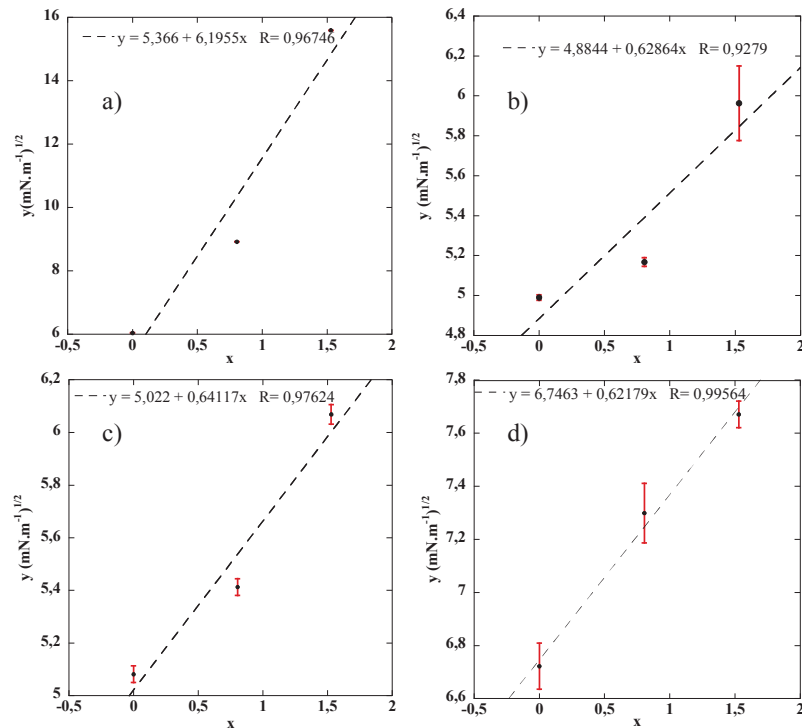 y = 5,366 + 6,1955x R= 0,96746
a)
y(mN.m⁻¹)^1/2
16
14
12
10
8
6
-0,5 0 0,5 1 1,5 2
x
y = 4,8844 + 0,62864x R= 0,9279
b)
y (mN.m⁻¹)^1/2
6,4
6,2
6
5,8
5,6
5,4
5,2
5
4,8
-0,5 0 0,5 1 1,5 2
x
y = 5,022 + 0,64117x R= 0,97624
c)
y (mN.m⁻¹)^1/2
6,2
6
5,8
5,6
5,4
5,2
5
-0,5 0 0,5 1 1,5 2
x
y = 6,7463 + 0,62179x R= 0,99564
d)
y (mN.m⁻¹)^1/2
7,8
7,6
7,4
7,2
7
6,8
6,6
-0,5 0 0,5 1 1,5 2
x